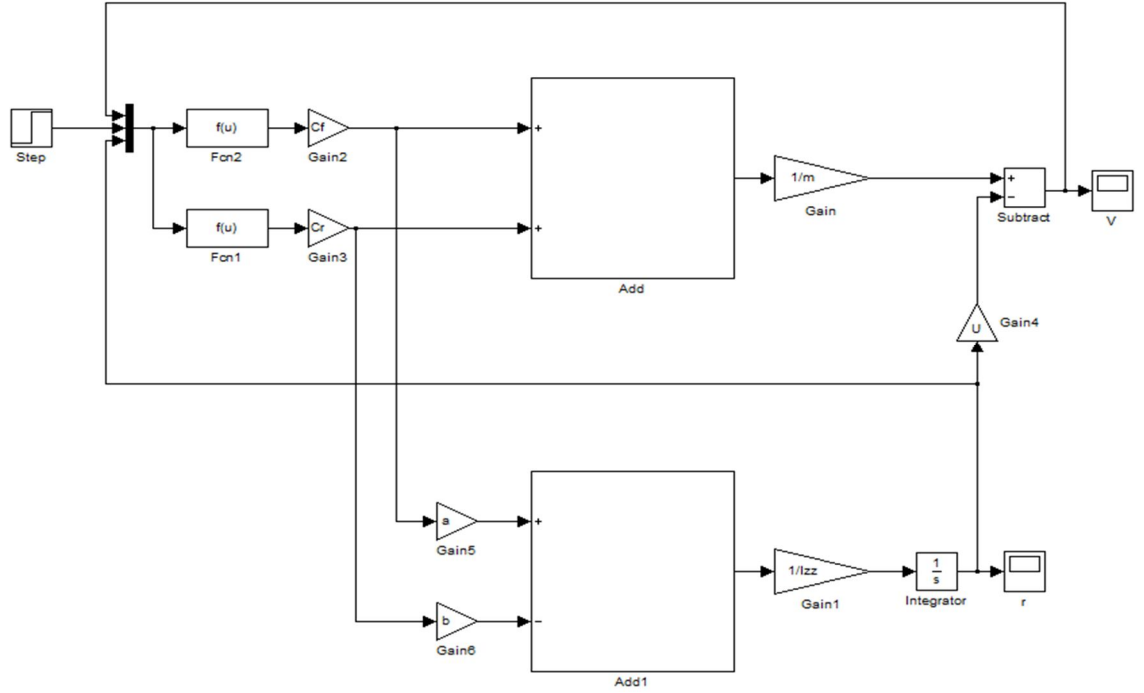 Step
f(u)
Fcn2
Cf
Gain2
+
+
Add
1/m
Gain
+
−
Subtract
V
f(u)
Fcn1
Cr
Gain3
U
Gain4
a
Gain5
b
Gain6
+
−
Add1
1/Izz
Gain1
1
s
Integrator
r